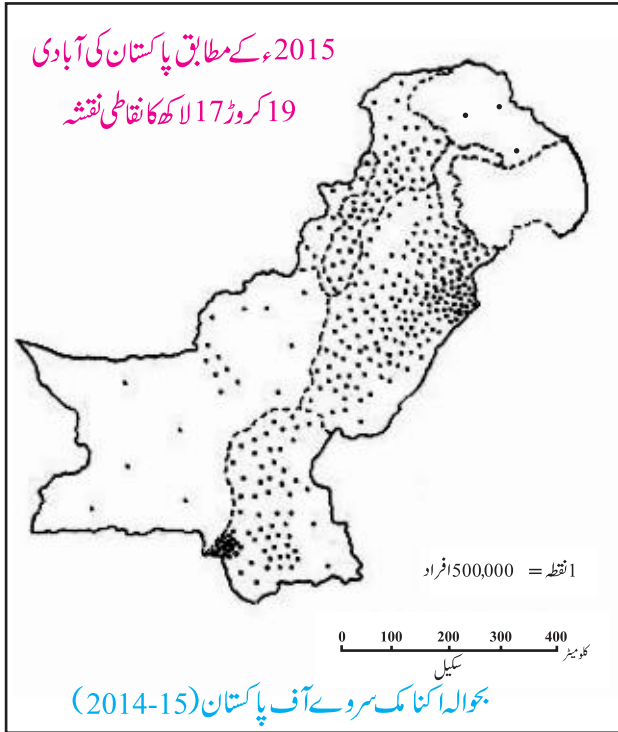 2015ء کے مطابق پاکستان کی آبادی
19 کروڑ 17 لاکھ کا نقاطی نقشہ
1 نقطہ = 500,000 افراد
0 100 200 300 400
کلومیٹر
سکیل
بحوالہ اکنامک سروے آف پاکستان (2014-15)